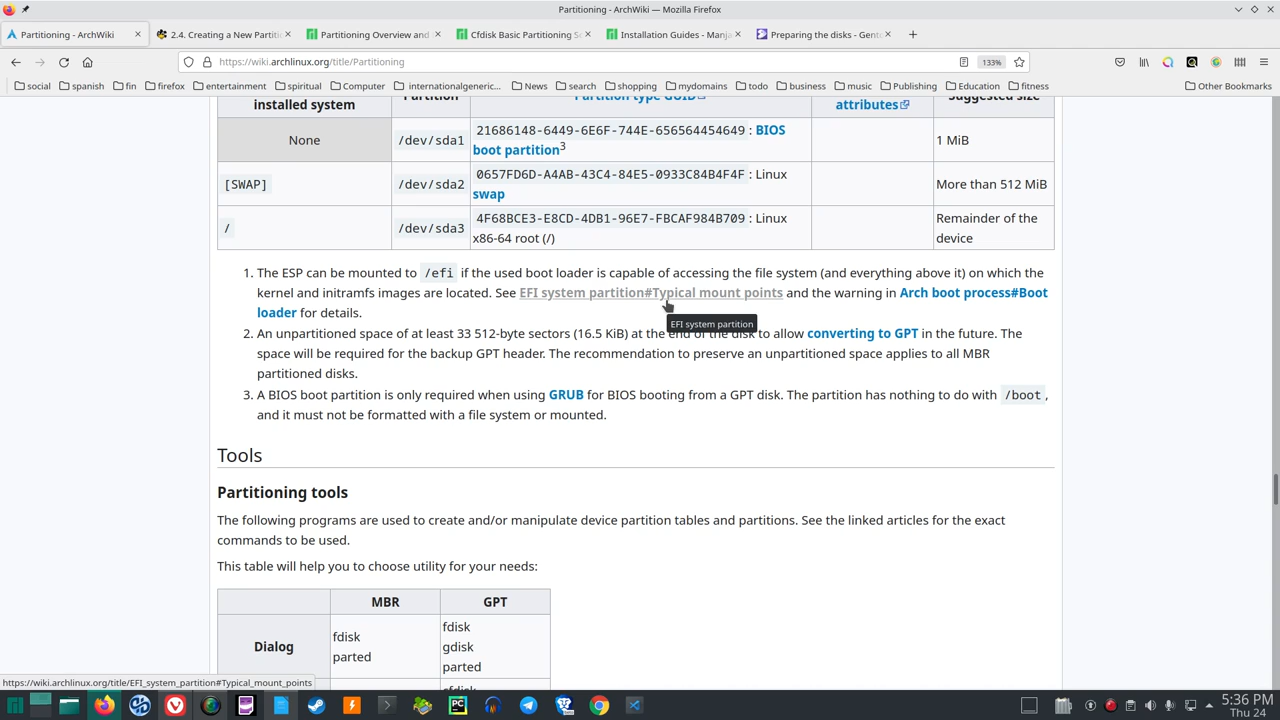 Partitioning - ArchWiki — Mozilla Firefox
Partitioning - ArchWiki
2.4. Creating a New Partiti
Partitioning Overview and
Cfdisk Basic Partitioning S
Installation Guides - Manja
Preparing the disks - Gent
https://wiki.archlinux.org/title/Partitioning
133%
social spanish fin firefox entertainment spiritual Computer internationalgeneric... News search shopping mydomains todo business music Publishing Education fitness Other Bookmarks
installed system Partition Partition type GUID attributes Suggested size
None /dev/sda1 21686148-6449-6E6F-744E-656564454649 : BIOS 1 MiB
boot partition3
[SWAP] /dev/sda2 0657FD6D-A4AB-43C4-84E5-0933C84B4F4F : Linux More than 512 MiB
swap
/ /dev/sda3 4F68BCE3-E8CD-4DB1-96E7-FBCAF984B709 : Linux Remainder of the
x86-64 root (/) device
1. The ESP can be mounted to /efi if the used boot loader is capable of accessing the file system (and everything above it) on which the
kernel and initramfs images are located. See EFI system partition#Typical mount points and the warning in Arch boot process#Boot
loader for details.
EFI system partition
2. An unpartitioned space of at least 33 512-byte sectors (16.5 KiB) at the end of the disk to allow converting to GPT in the future. The
space will be required for the backup GPT header. The recommendation to preserve an unpartitioned space applies to all MBR
partitioned disks.
3. A BIOS boot partition is only required when using GRUB for BIOS booting from a GPT disk. The partition has nothing to do with /boot,
and it must not be formatted with a file system or mounted.
Tools
Partitioning tools
The following programs are used to create and/or manipulate device partition tables and partitions. See the linked articles for the exact
commands to be used.
This table will help you to choose utility for your needs:
MBR GPT
Dialog
fdisk
parted
fdisk
gdisk
parted
https://wiki.archlinux.org/title/EFI_system_partition#Typical_mount_points
5:36 PM
Thu 24